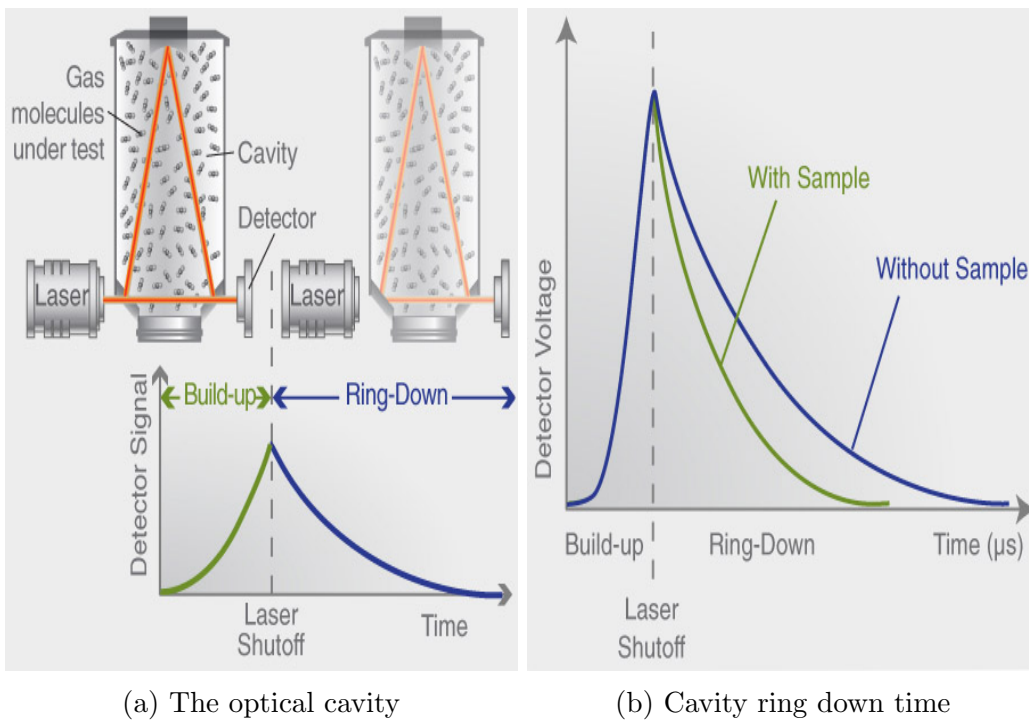 Gas
molecules
under test
Cavity
Detector
Laser
Laser
Detector Signal
Build-up
Ring-Down
Laser
Shutoff
Time
(a) The optical cavity
Detector Voltage
With Sample
Without Sample
Build-up
Ring-Down
Time (µs)
Laser
Shutoff
(b) Cavity ring down time